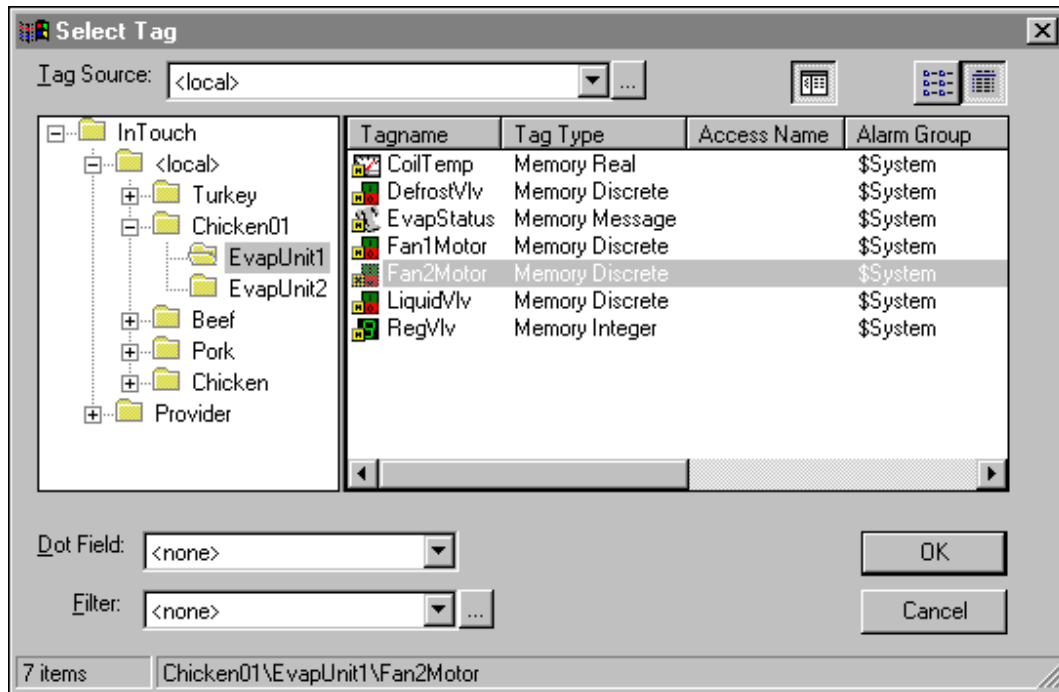 Select Tag
Tag Source: <local> ...
InTouch
<local>
Turkey
Chicken01
EvapUnit1
EvapUnit2
Beef
Pork
Chicken
Provider
Tagname Tag Type Access Name Alarm Group
CoilTemp Memory Real $System
DefrostVlv Memory Discrete $System
EvapStatus Memory Message $System
Fan1Motor Memory Discrete $System
Fan2Motor Memory Discrete $System
LiquidVlv Memory Discrete $System
RegVlv Memory Integer $System
Dot Field: <none>
OK
Filter: <none> ...
Cancel
7 items Chicken01\EvapUnit1\Fan2Motor